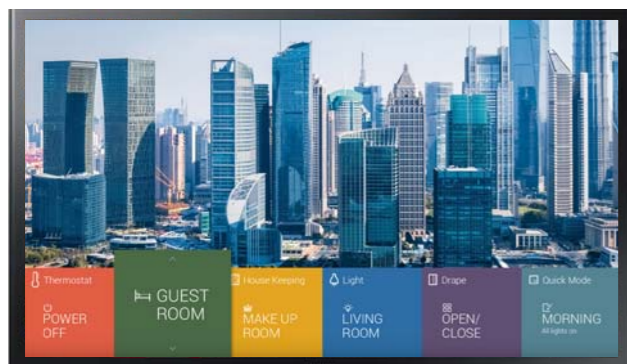 Thermostat
POWER
OFF
GUEST
ROOM
House Keeping
MAKE UP
ROOM
Light
LIVING
ROOM
Drape
OPEN/
CLOSE
Quick Mode
MORNING
All lights on